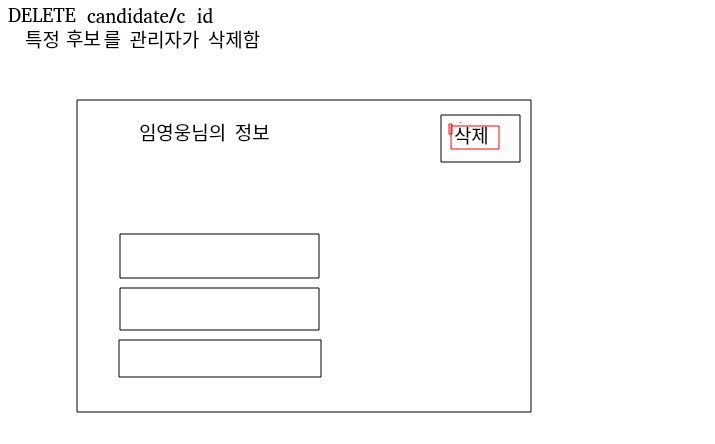 DELETE candidate/c id
특정 후보를 관리자가 삭제함
임영웅님의 정보
삭제